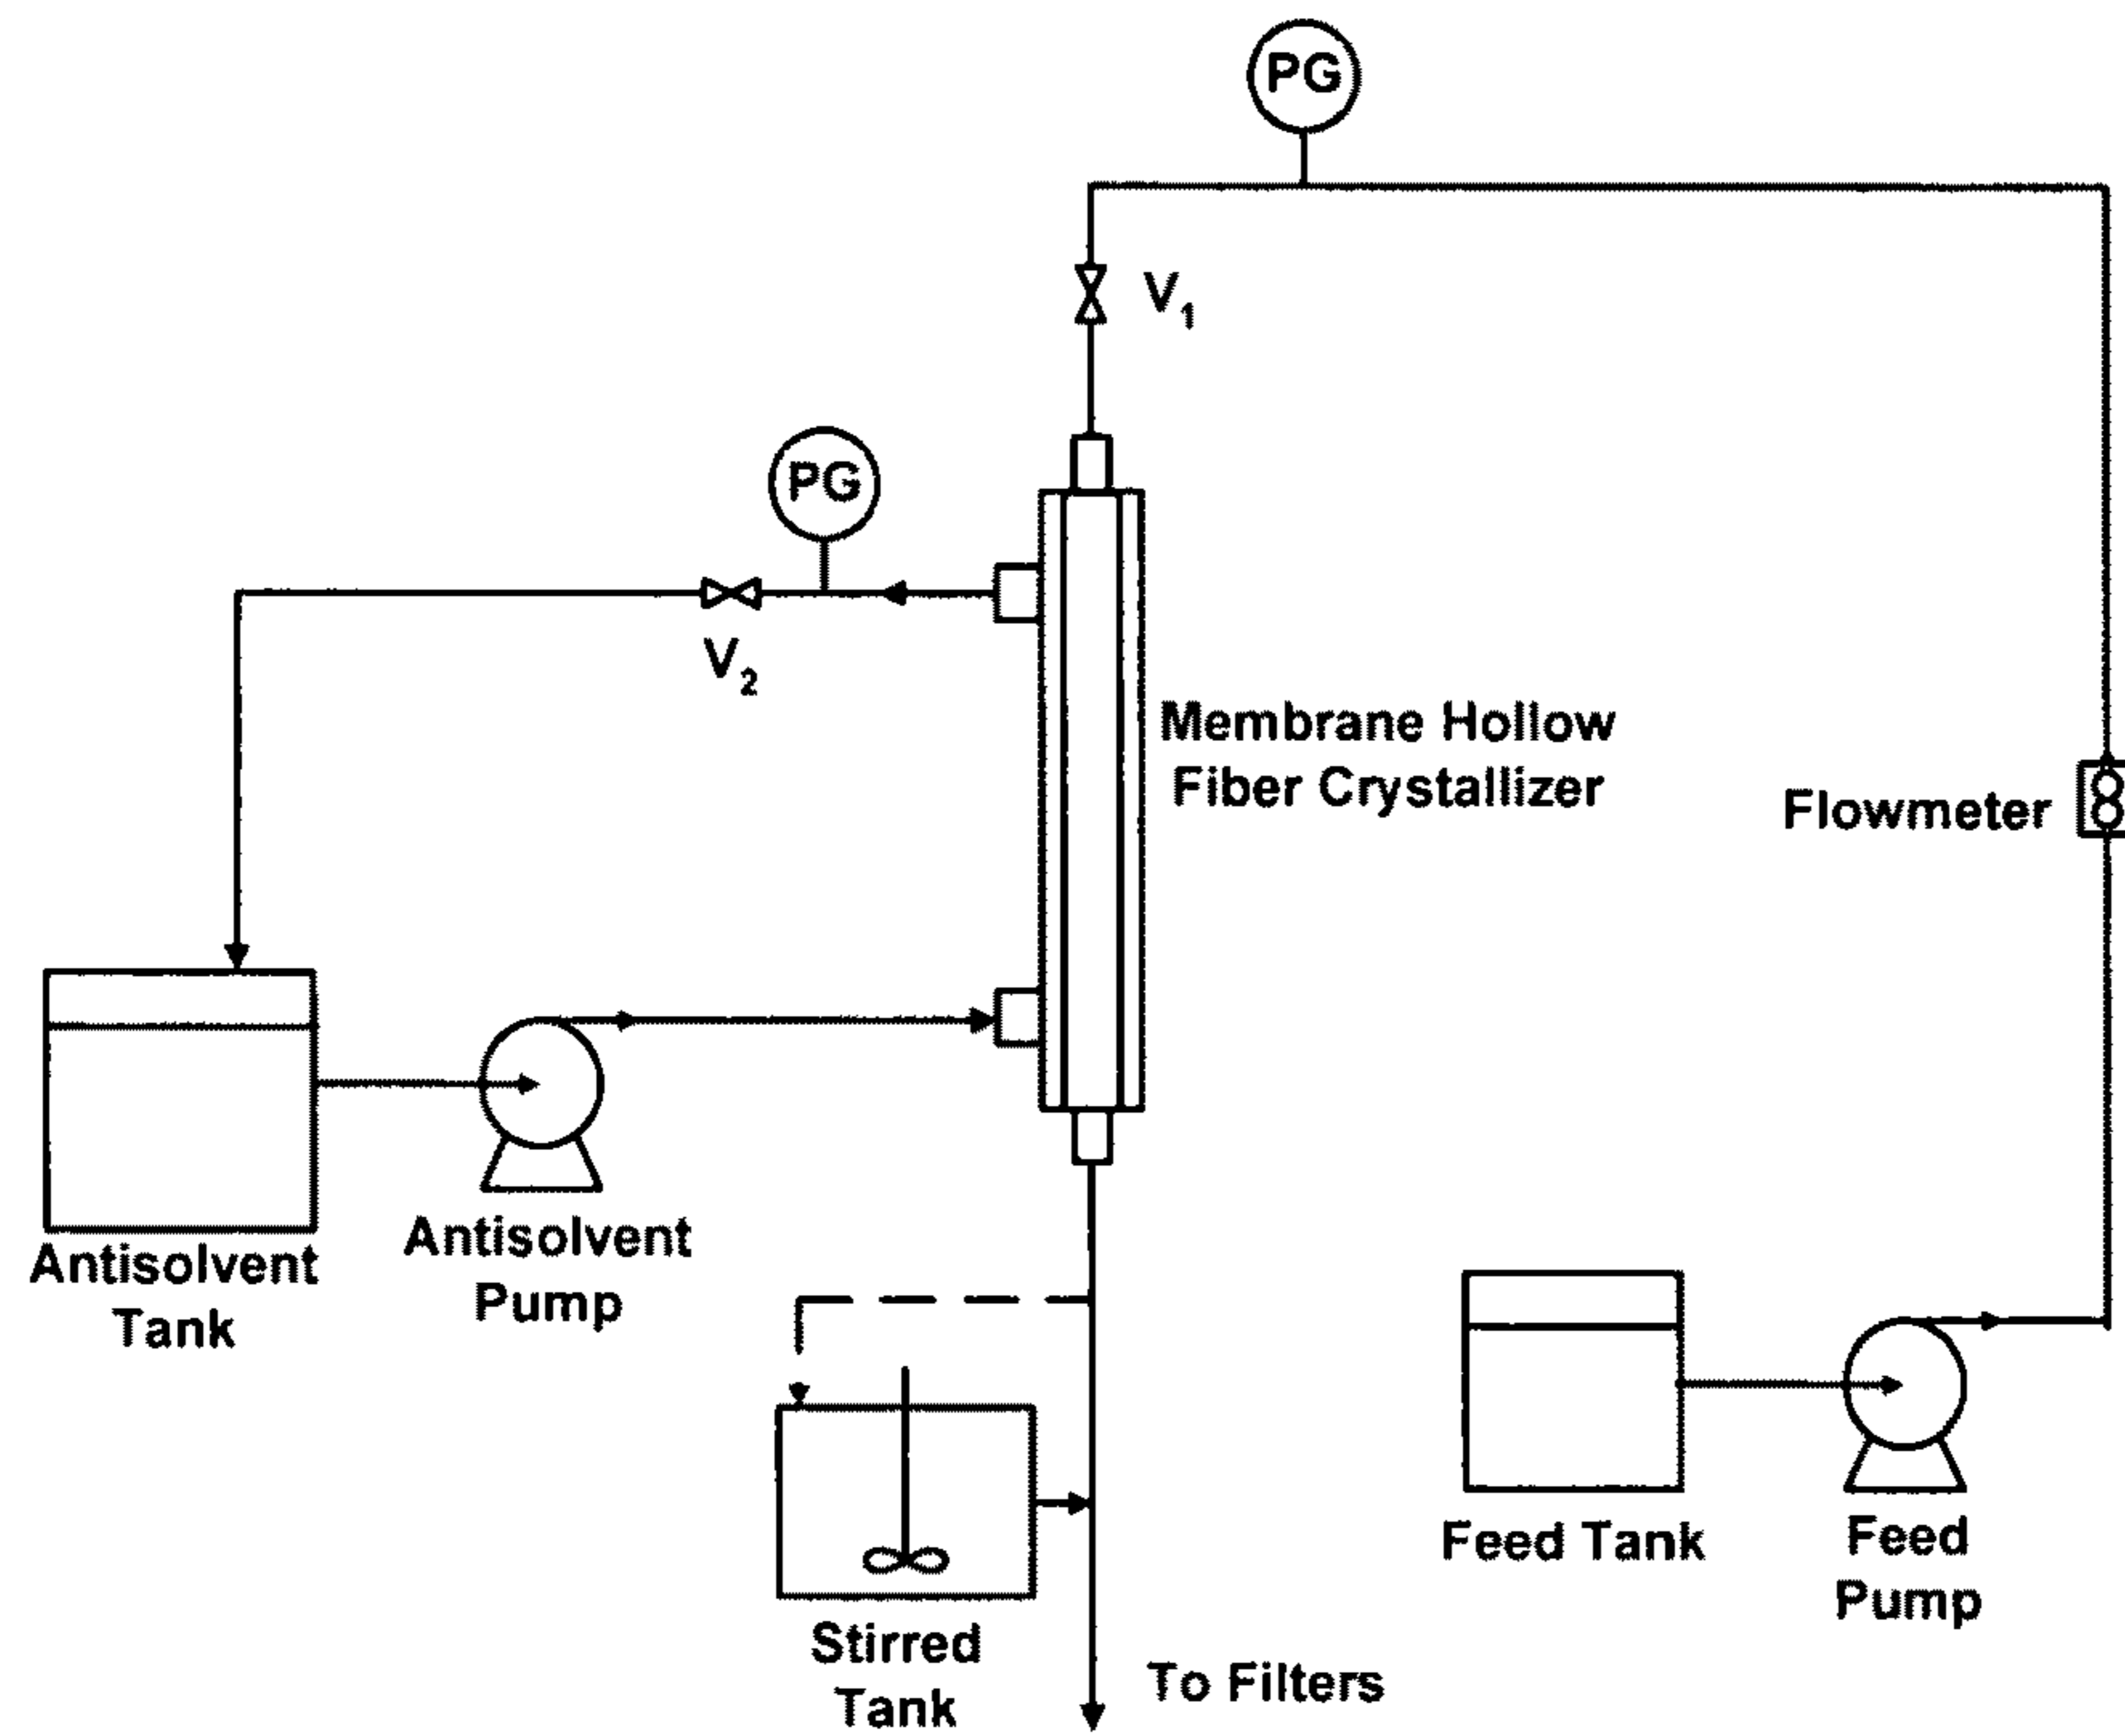 PG
V1
PG
V2
Membrane Hollow
Fiber Crystallizer
Flowmeter
Antisolvent
Tank
Antisolvent
Pump
Feed Tank
Feed
Pump
Stirred
Tank
To Filters